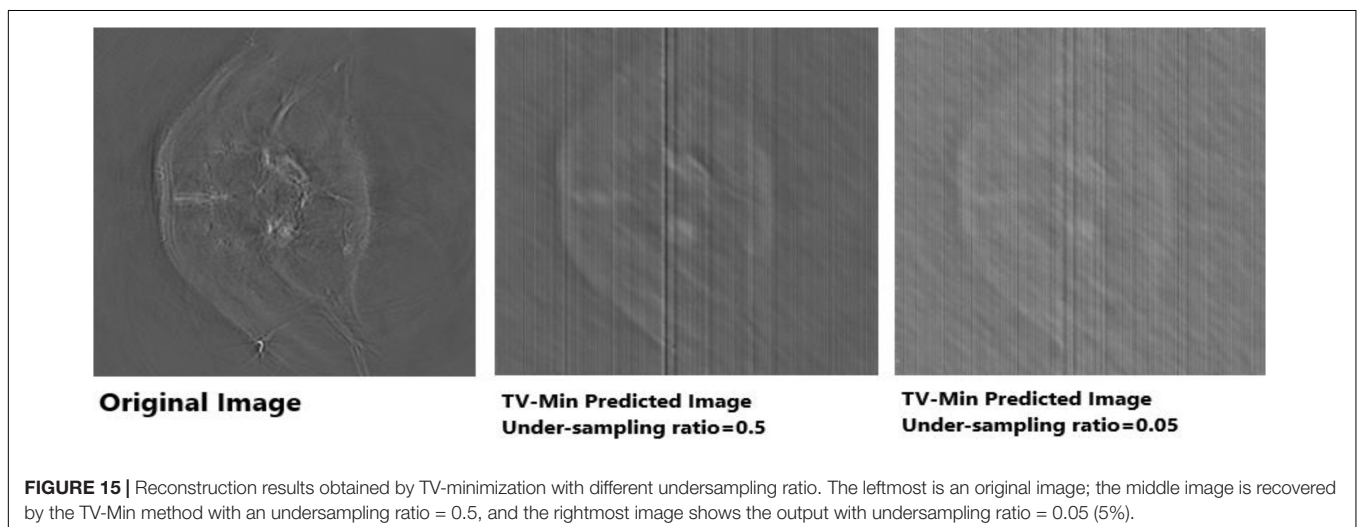 Original Image
TV-Min Predicted Image
Under-sampling ratio=0.5
TV-Min Predicted Image
Under-sampling ratio=0.05
FIGURE 15 | Reconstruction results obtained by TV-minimization with different undersampling ratio. The leftmost is an original image; the middle image is recovered
by the TV-Min method with an undersampling ratio = 0.5, and the rightmost image shows the output with undersampling ratio = 0.05 (5%).